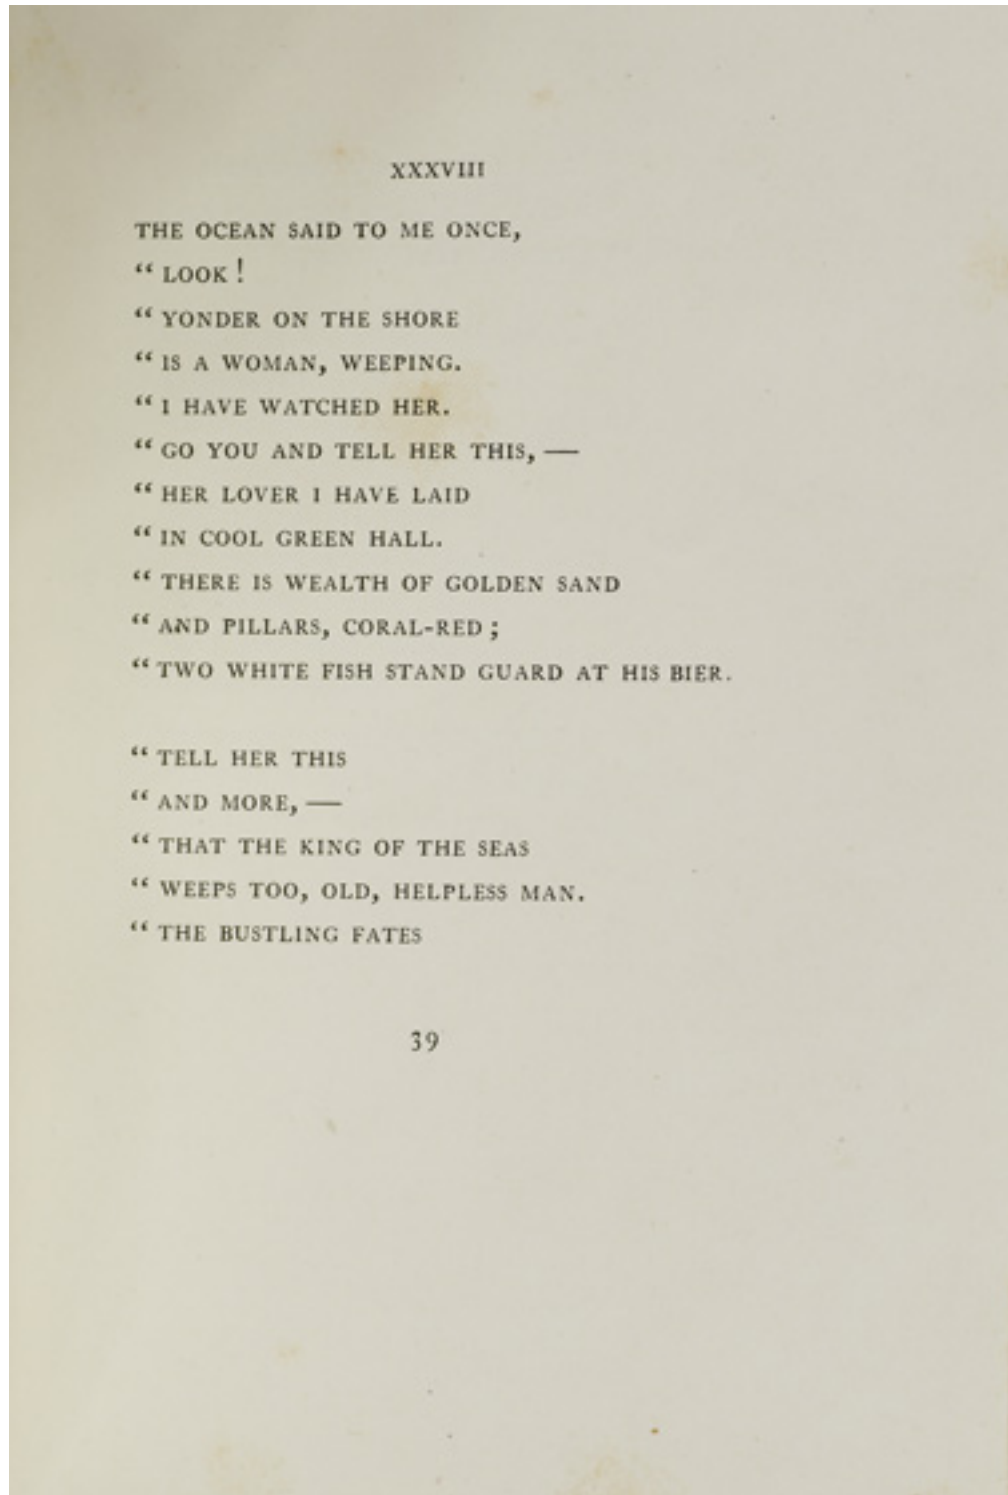 XXXVIII
THE OCEAN SAID TO ME ONCE,
“ LOOK !
“ YONDER ON THE SHORE
“ IS A WOMAN, WEEPING.
“ I HAVE WATCHED HER.
“ GO YOU AND TELL HER THIS, —
“ HER LOVER I HAVE LAID
“ IN COOL GREEN HALL.
“ THERE IS WEALTH OF GOLDEN SAND
“ AND PILLARS, CORAL-RED ;
“ TWO WHITE FISH STAND GUARD AT HIS BIER.
“ TELL HER THIS
“ AND MORE, —
“ THAT THE KING OF THE SEAS
“ WEEPS TOO, OLD, HELPLESS MAN.
“ THE BUSTLING FATES
39